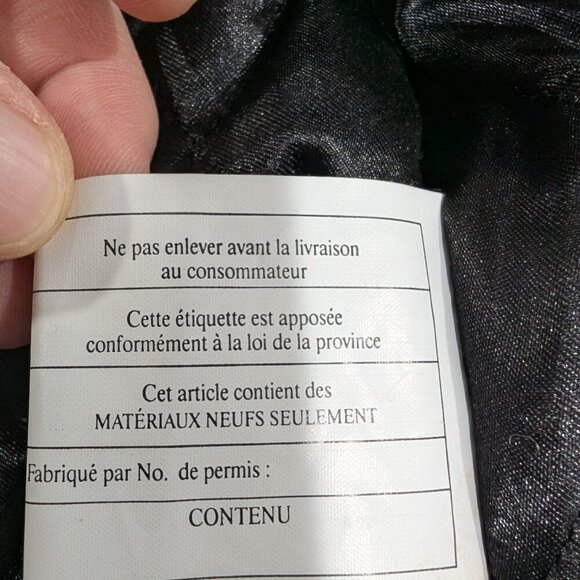 Ne pas enlever avant la livraison
au consommateur
Cette étiquette est apposée
conformément à la loi de la province
Cet article contient des
MATÉRIAUX NEUFS SEULEMENT
Fabriqué par No. de permis :
CONTENU